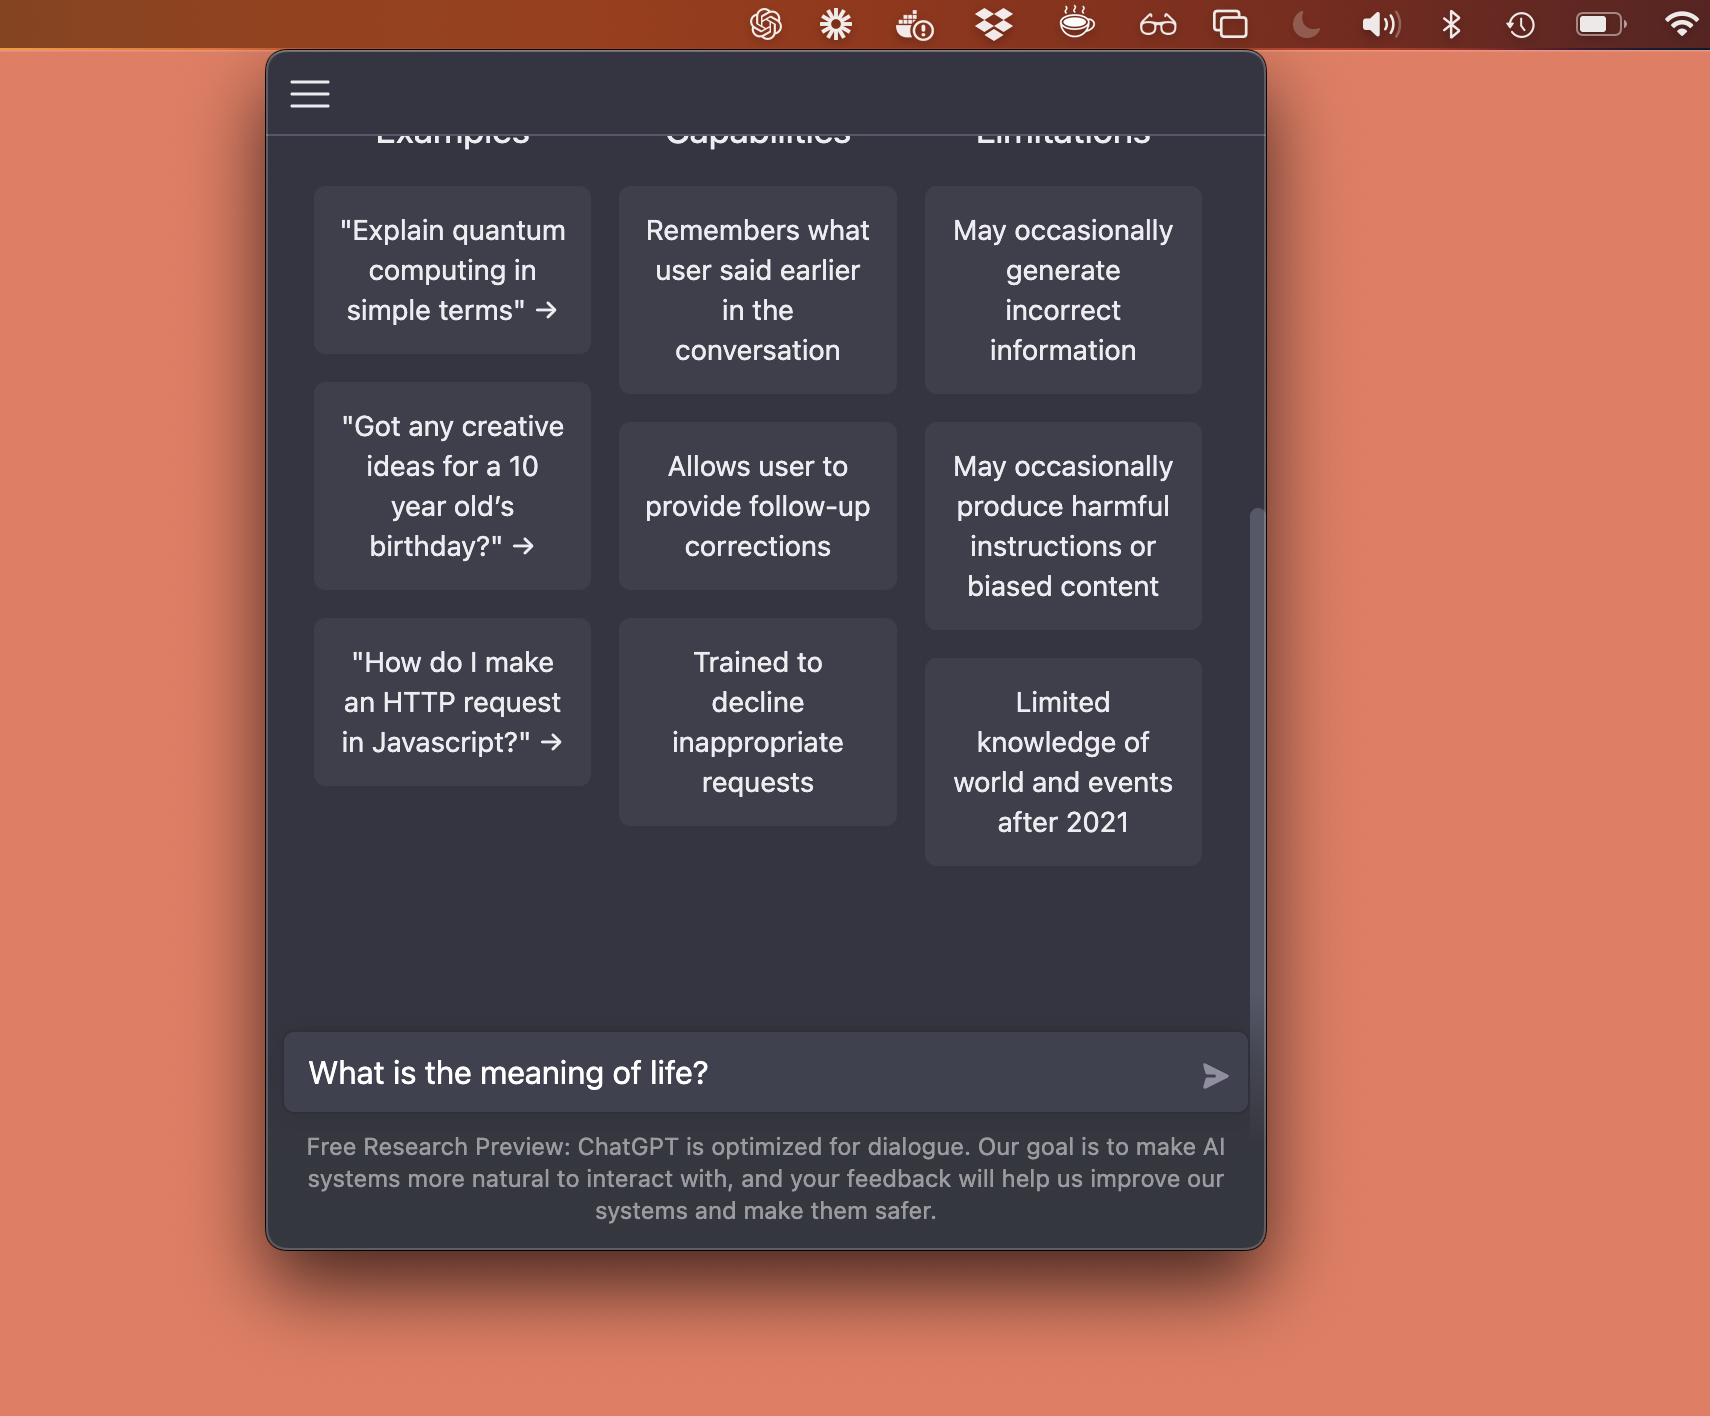 Examples
"Explain quantum
computing in
simple terms" →
"Got any creative
ideas for a 10
year old’s
birthday?" →
"How do I make
an HTTP request
in Javascript?" →
Capabilities
Remembers what
user said earlier
in the
conversation
Allows user to
provide follow-up
corrections
Trained to
decline
inappropriate
requests
Limitations
May occasionally
generate
incorrect
information
May occasionally
produce harmful
instructions or
biased content
Limited
knowledge of
world and events
after 2021
What is the meaning of life?
Free Research Preview: ChatGPT is optimized for dialogue. Our goal is to make AI
systems more natural to interact with, and your feedback will help us improve our
systems and make them safer.